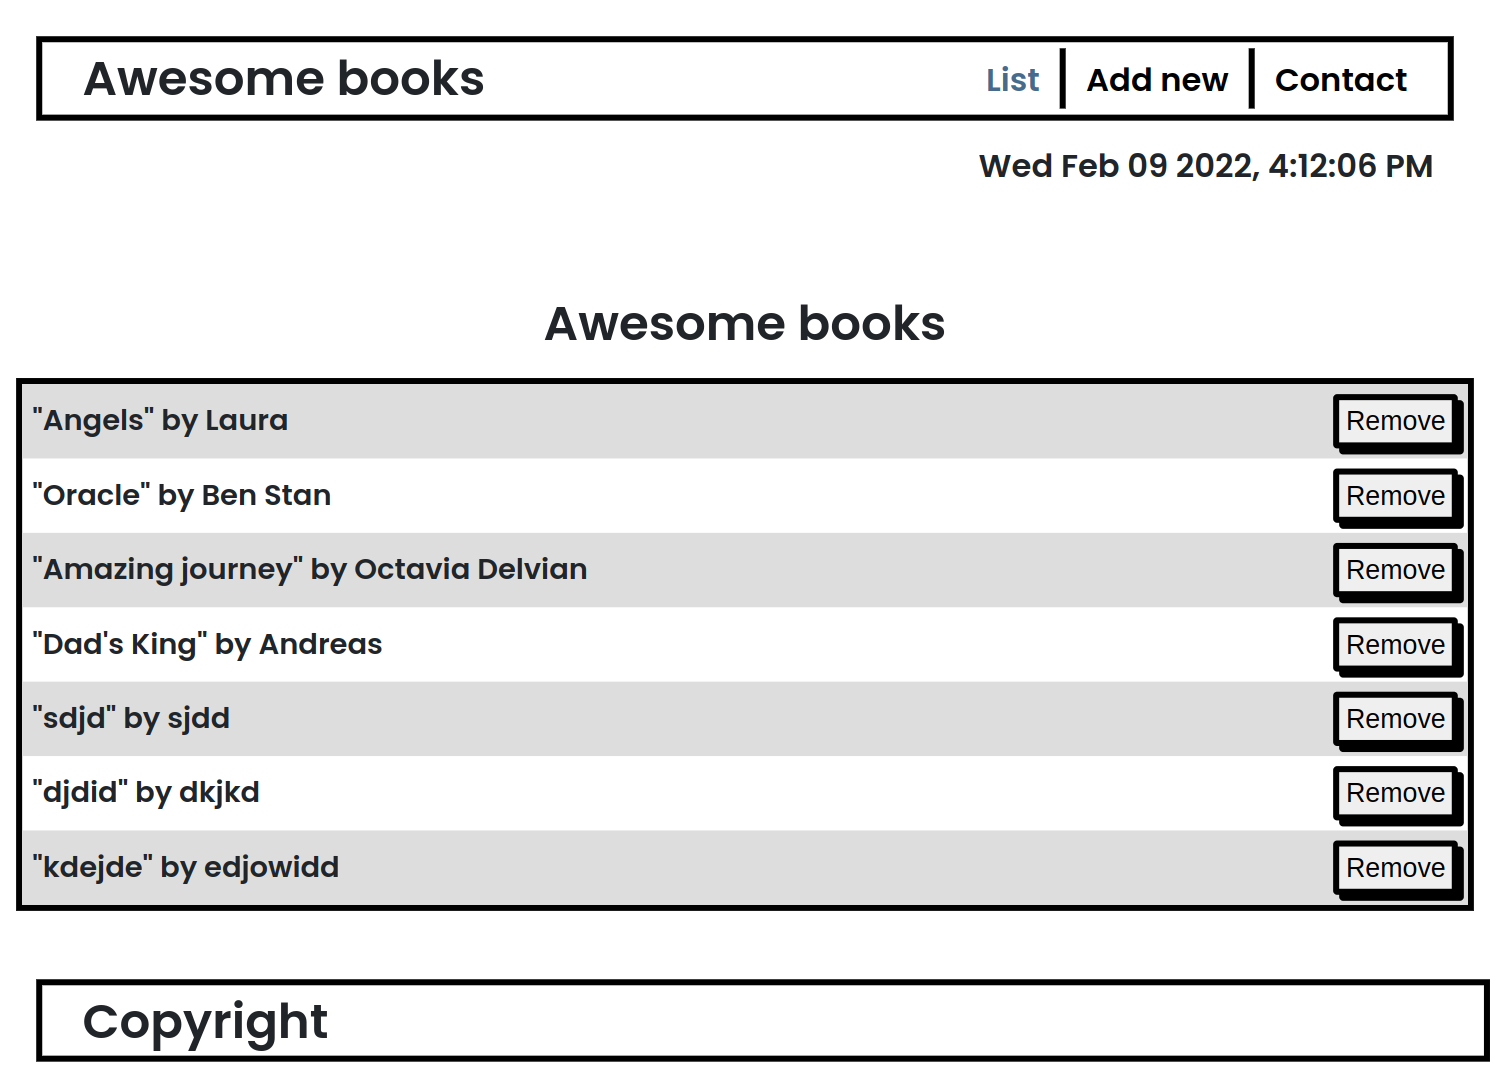 Awesome books List Add new Contact
Wed Feb 09 2022, 4:12:06 PM
Awesome books
"Angels" by Laura Remove
"Oracle" by Ben Stan Remove
"Amazing journey" by Octavia Delvian Remove
"Dad's King" by Andreas Remove
"sdjd" by sjdd Remove
"djdid" by dkjkd Remove
"kdejde" by edjowidd Remove
Copyright